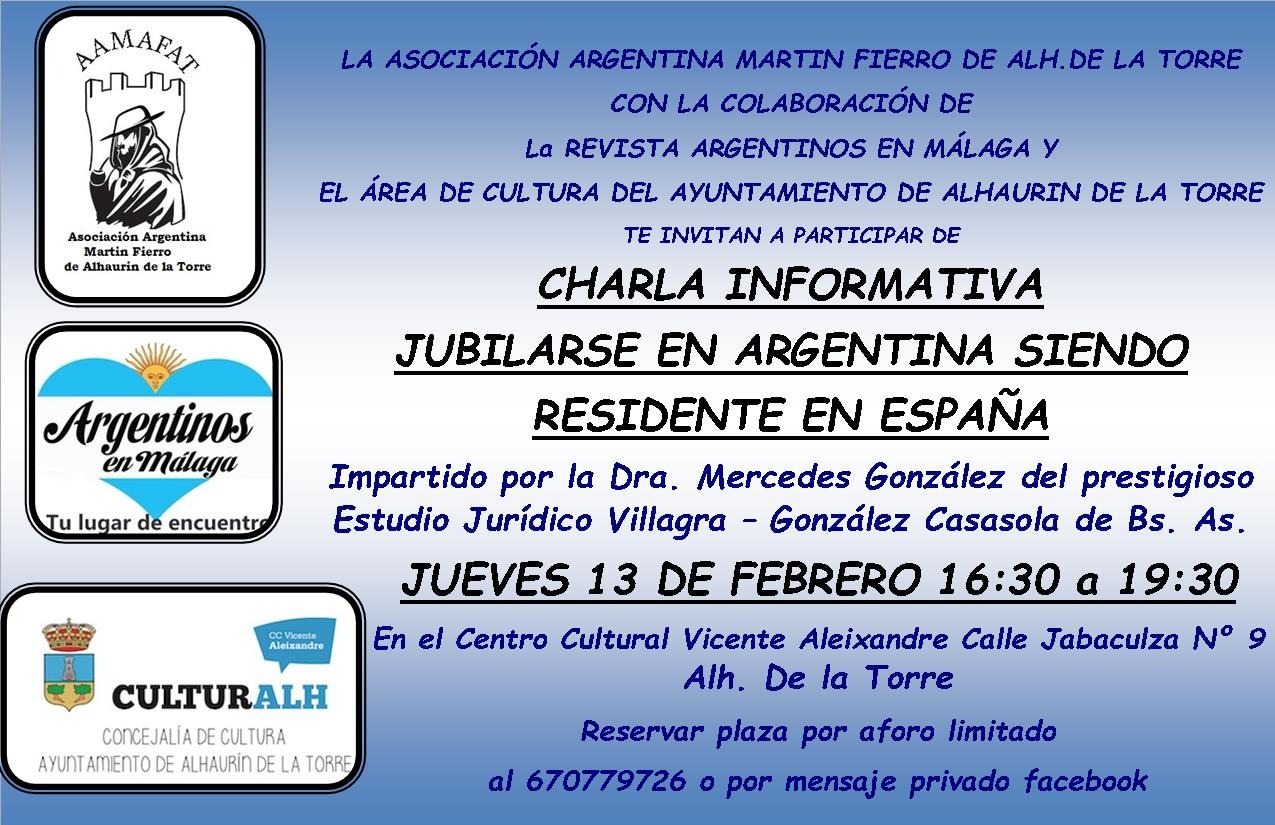 AAMAFAT
Asociación Argentina
Martin Fierro
de Alhaurin de la Torre
Argentinos
en Málaga
Tu lugar de encuentro
CC Vicente
Aleixandre
CULTURALH
CONCEJALÍA DE CULTURA
AYUNTAMIENTO DE ALHAURÍN DE LA TORRE
LA ASOCIACIÓN ARGENTINA MARTIN FIERRO DE ALH.DE LA TORRE
CON LA COLABORACIÓN DE
La REVISTA ARGENTINOS EN MÁLAGA Y
EL ÁREA DE CULTURA DEL AYUNTAMIENTO DE ALHAURIN DE LA TORRE
TE INVITAN A PARTICIPAR DE
CHARLA INFORMATIVA
JUBILARSE EN ARGENTINA SIENDO
RESIDENTE EN ESPAÑA
Impartido por la Dra. Mercedes González del prestigioso
Estudio Jurídico Villagra – González Casasola de Bs. As.
JUEVES 13 DE FEBRERO 16:30 a 19:30
En el Centro Cultural Vicente Aleixandre Calle Jabaculza Nº 9
Alh. De la Torre
Reservar plaza por aforo limitado
al 670779726 o por mensaje privado facebook